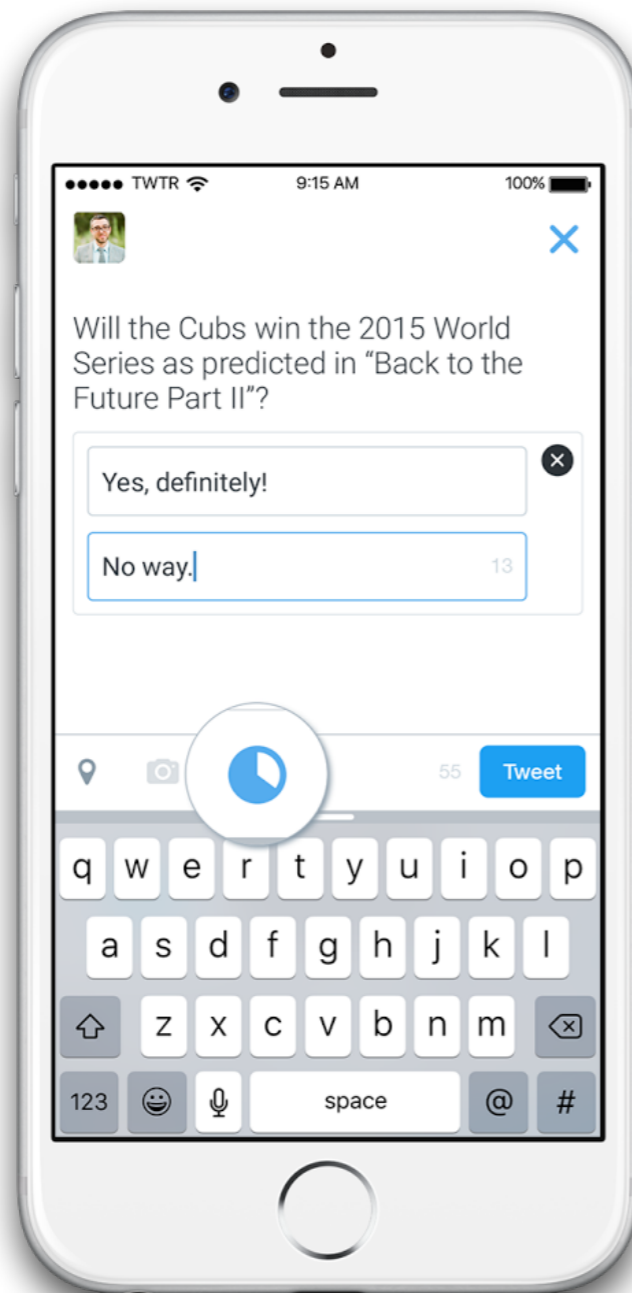 TWTR 9:15 AM 100%
Will the Cubs win the 2015 World
Series as predicted in “Back to the
Future Part II”?
Yes, definitely!
No way. 13
55 Tweet
q w e r t y u i o p
a s d f g h j k l
z x c v b n m
123 space @ #